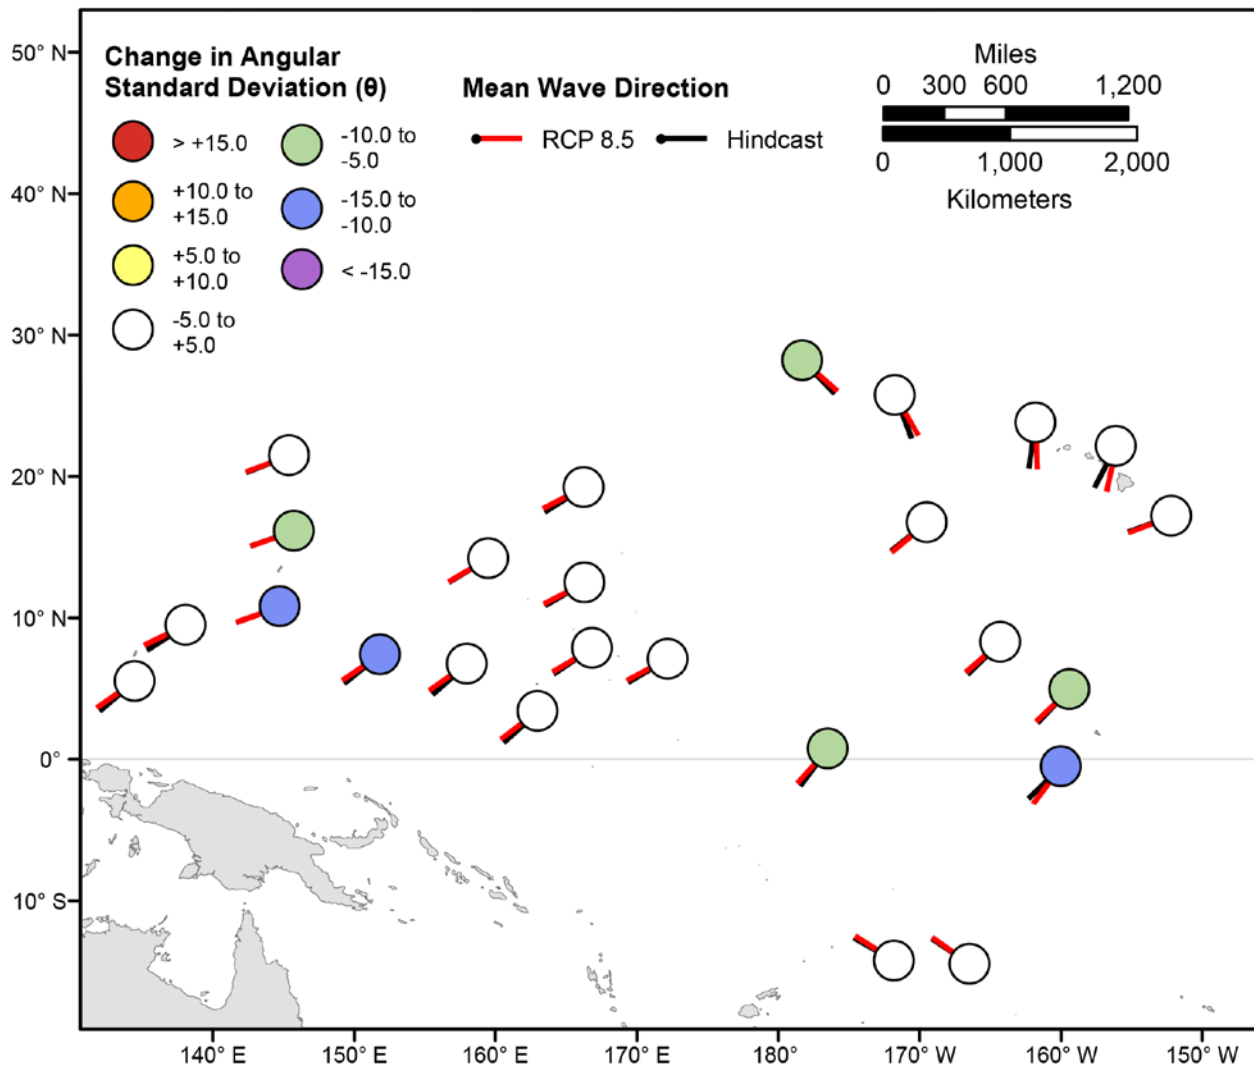 Change in Angular
Standard Deviation (θ)
> +15.0
+10.0 to
+15.0
+5.0 to
+10.0
-5.0 to
+5.0
-10.0 to
-5.0
-15.0 to
-10.0
< -15.0
Mean Wave Direction
RCP 8.5
Hindcast
Miles
0 300 600 1,200
0 1,000 2,000
Kilometers
50° N
40° N
30° N
20° N
10° N
0°
10° S
140° E 150° E 160° E 170° E 180° 170° W 160° W 150° W